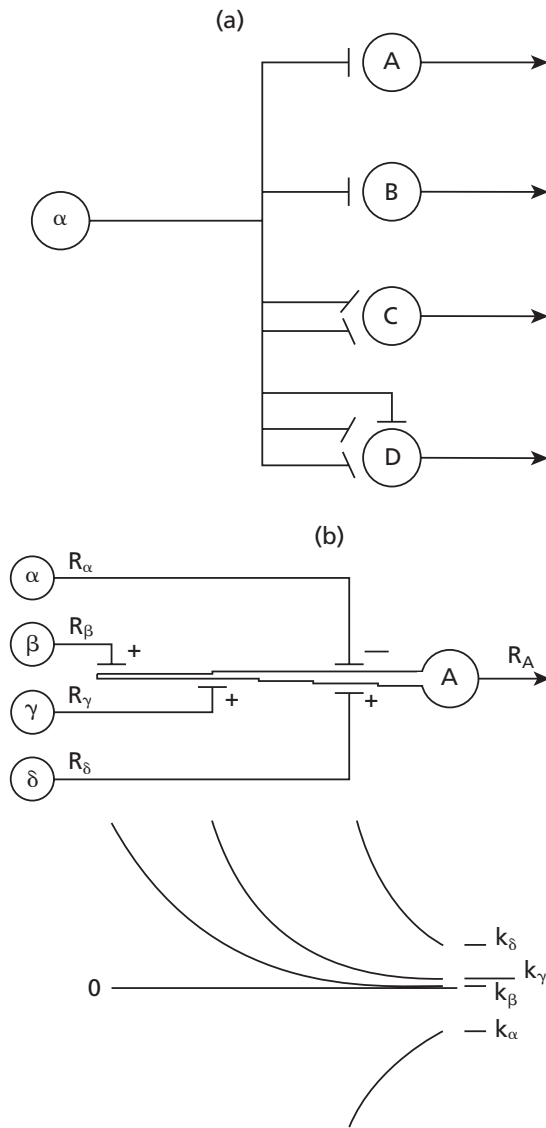 (a)
A
α
B
C
D
(b)
α R_α
β R_β + −
A R_A
γ R_γ + +
δ R_δ
k_δ
k_γ
0 k_β
k_α